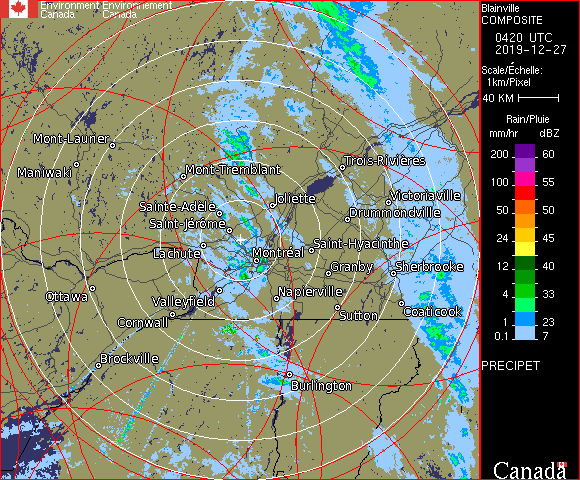 Environment Environnement
Canada Canada
Blainville
COMPOSITE
0420 UTC
2019-12-27
Scale/Échelle:
1km/Pixel
40 KM
Rain/Pluie
mm/hr dBZ
200 60
100 55
50 50
24 45
12 40
4 33
1 23
0.1 7
PRECIPET
Canada
Mont-Laurier
Maniwaki
Mont-Tremblant
Trois-Rivières
Joliette
Victoriaville
Sainte-Adèle
Drummondville
Saint-Jérôme
Lachute
Montréal
Saint-Hyacinthe
Granby
Sherbrooke
Ottawa
Valleyfield
Napierville
Cornwall
Sutton
Coaticook
Brockville
Burlington